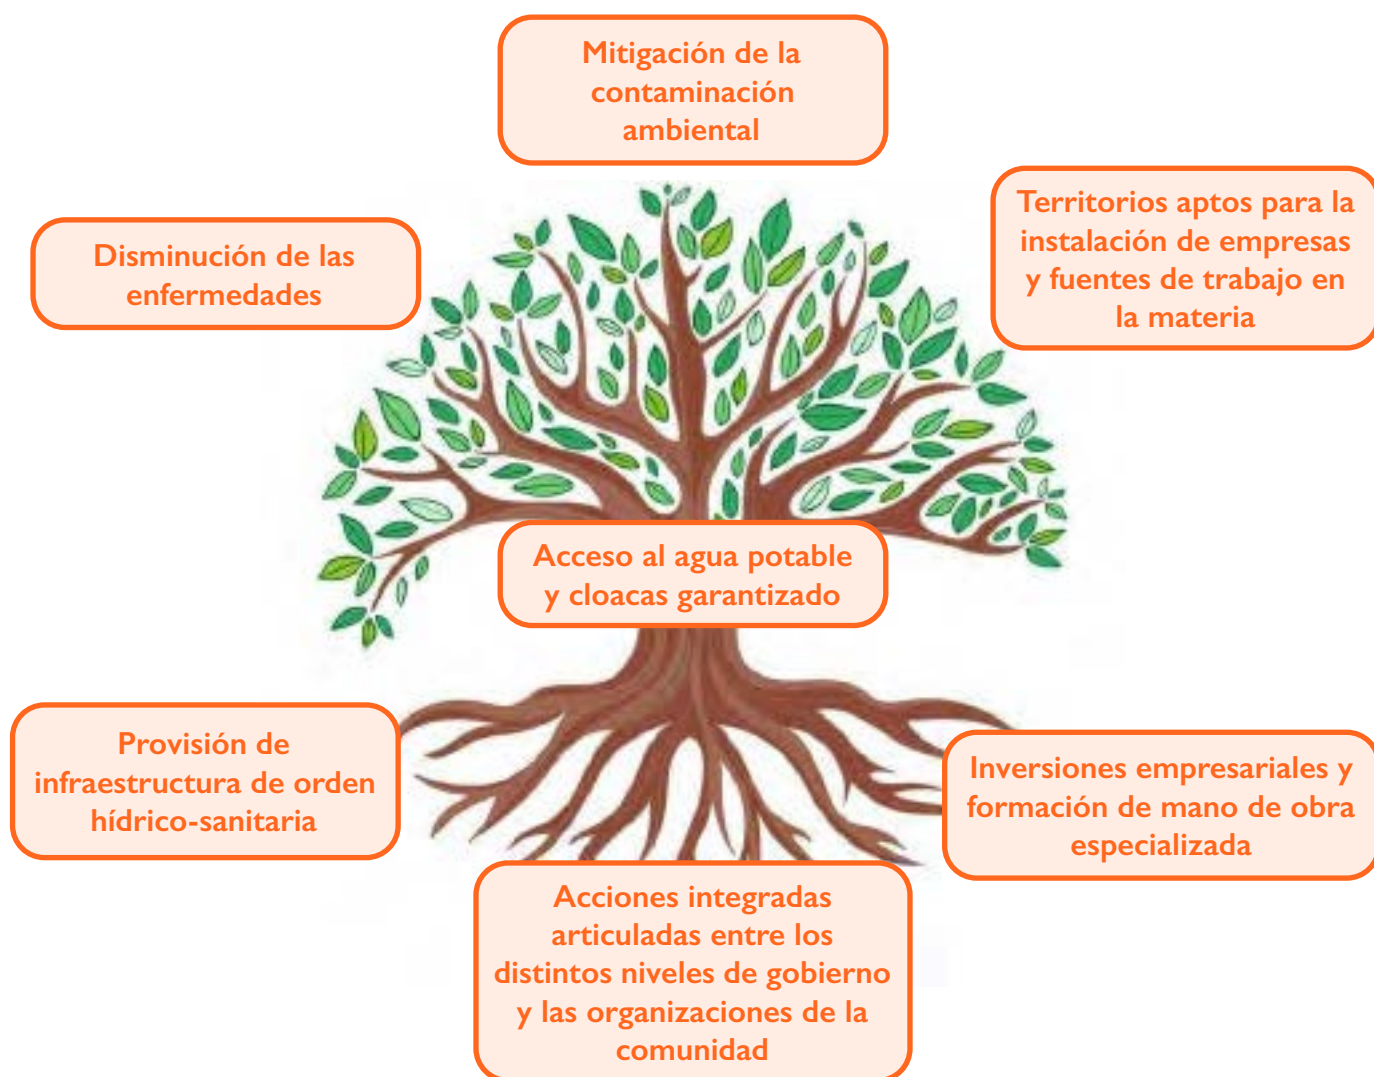 Mitigación de la
contaminación
ambiental
Territorios aptos para la
instalación de empresas
y fuentes de trabajo en
la materia
Disminución de las
enfermedades
Acceso al agua potable
y cloacas garantizado
Provisión de
infraestructura de orden
hídrico-sanitaria
Inversiones empresariales y
formación de mano de obra
especializada
Acciones integradas
articuladas entre los
distintos niveles de gobierno
y las organizaciones de la
comunidad